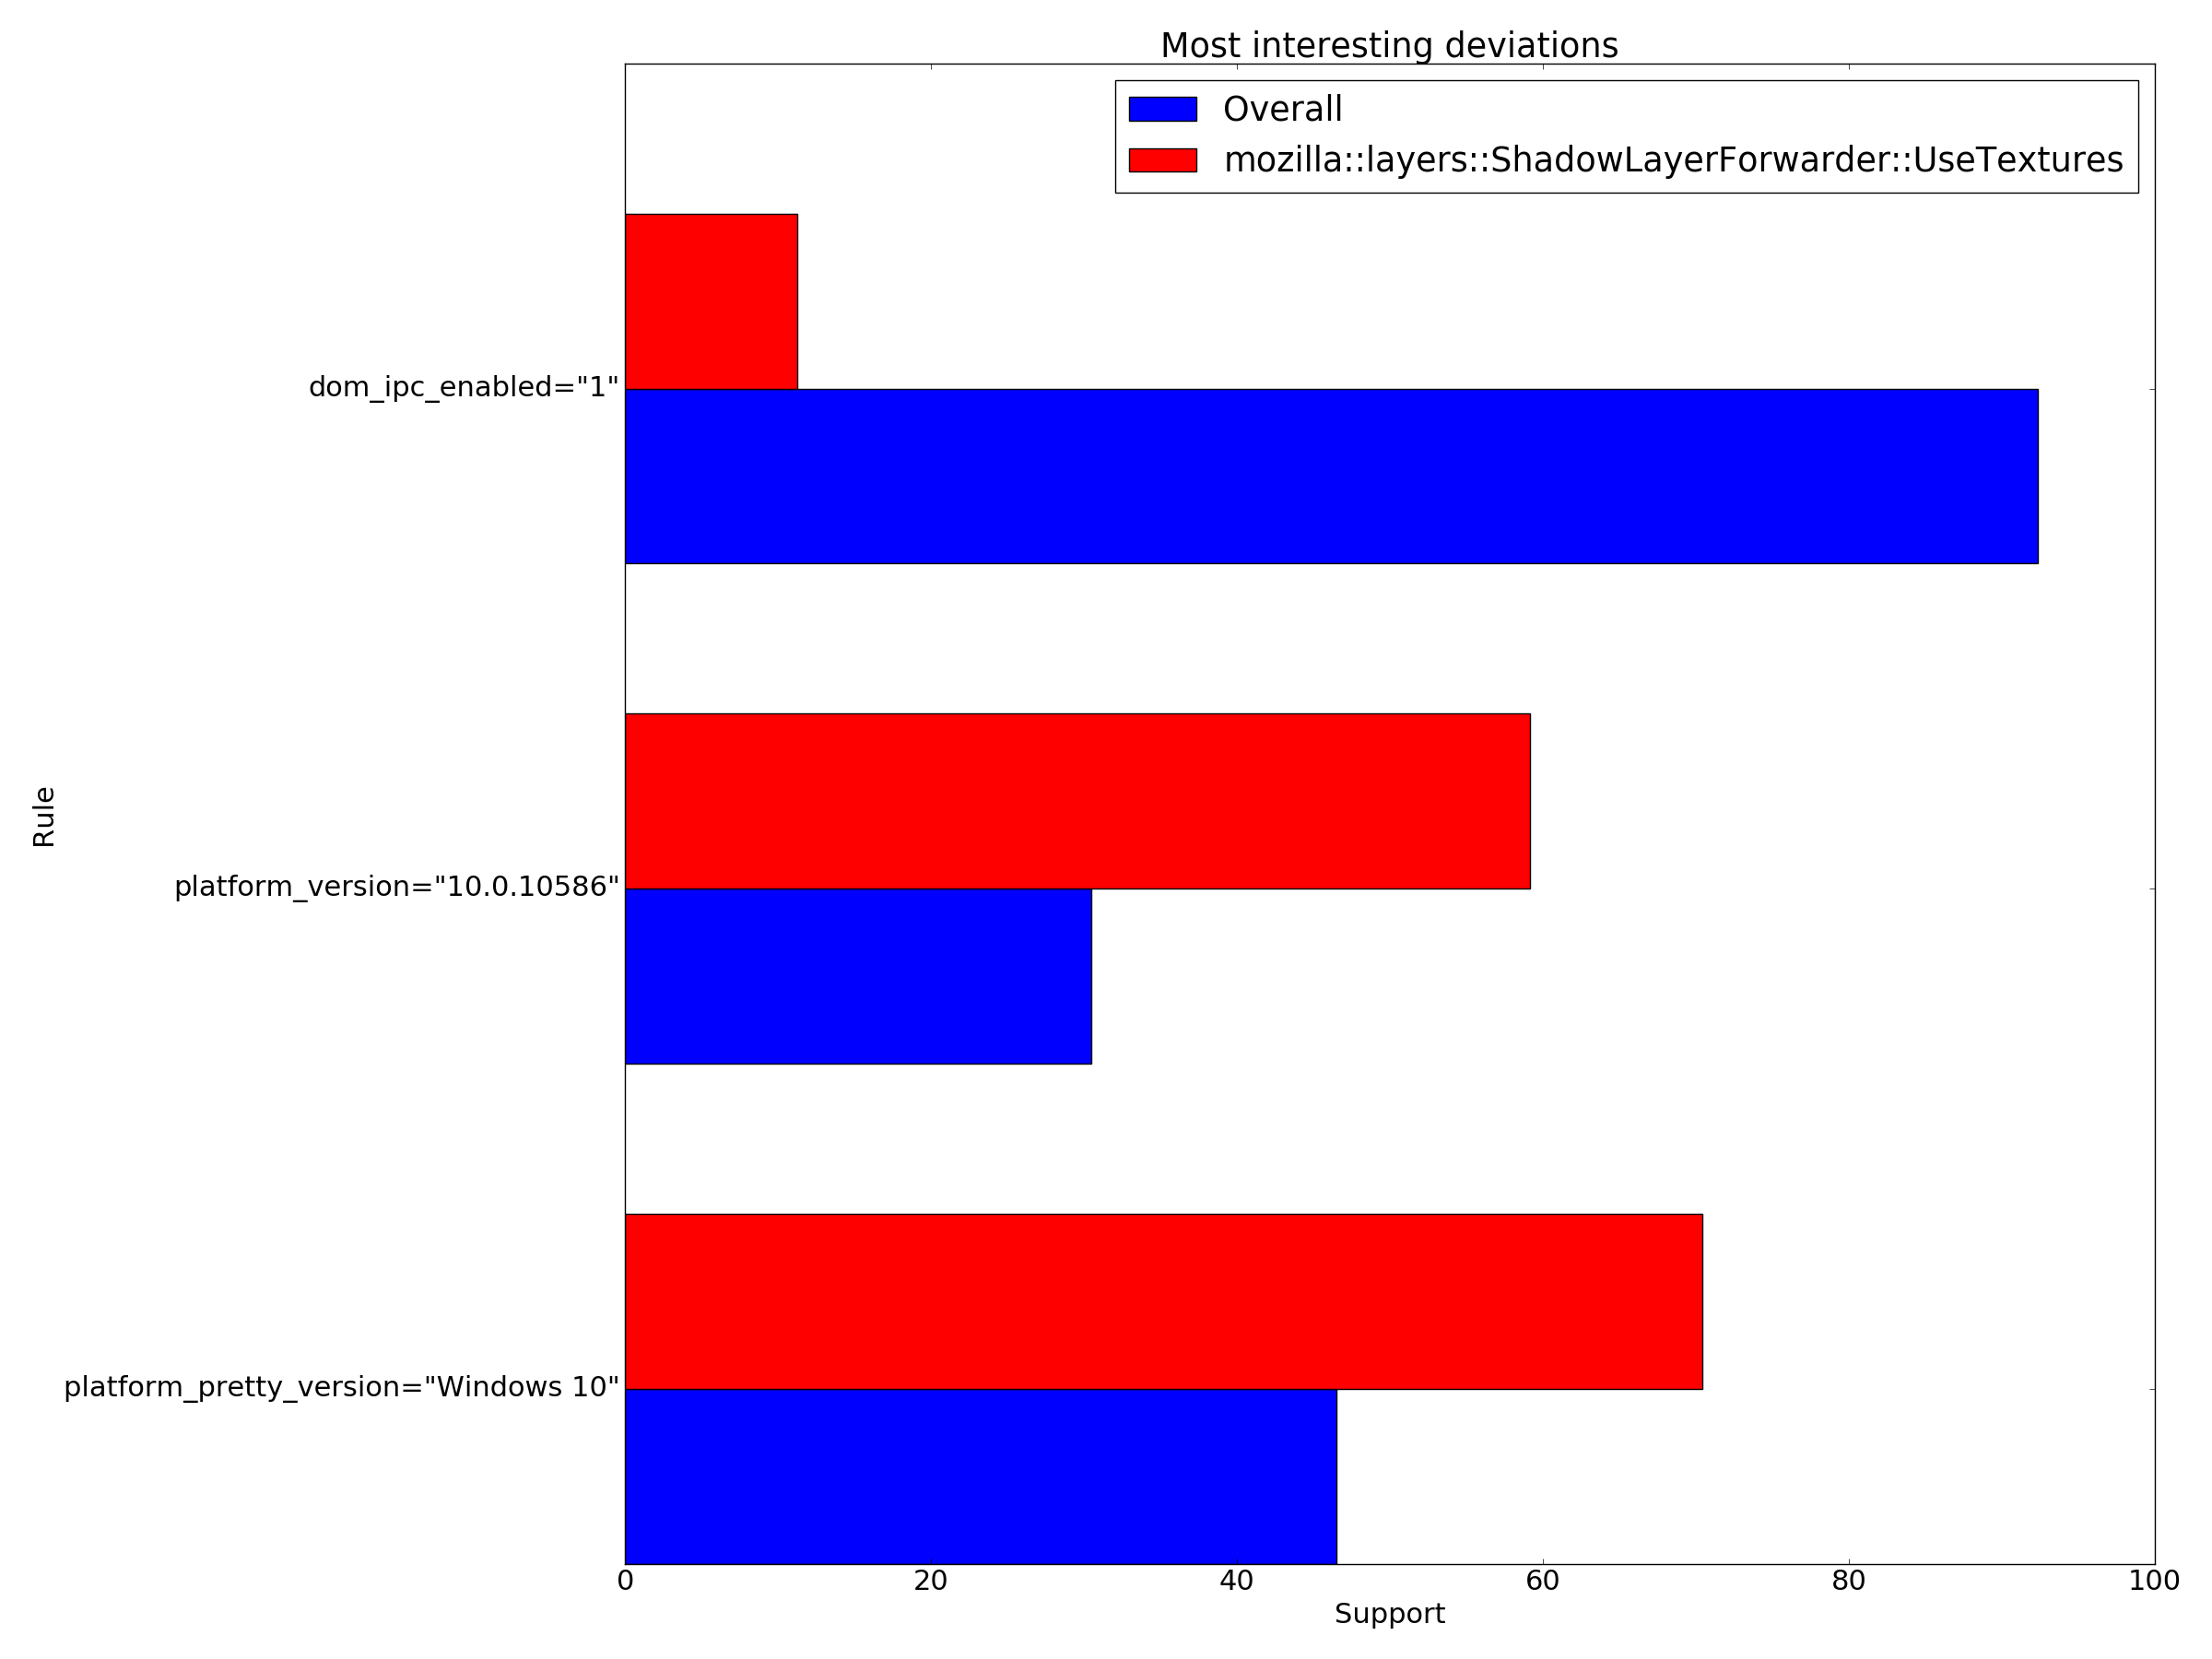 Most interesting deviations
Overall
mozilla::layers::ShadowLayerForwarder::UseTextures
dom_ipc_enabled="1"
platform_version="10.0.10586"
platform_pretty_version="Windows 10"
Rule
0 20 40 60 80 100
Support